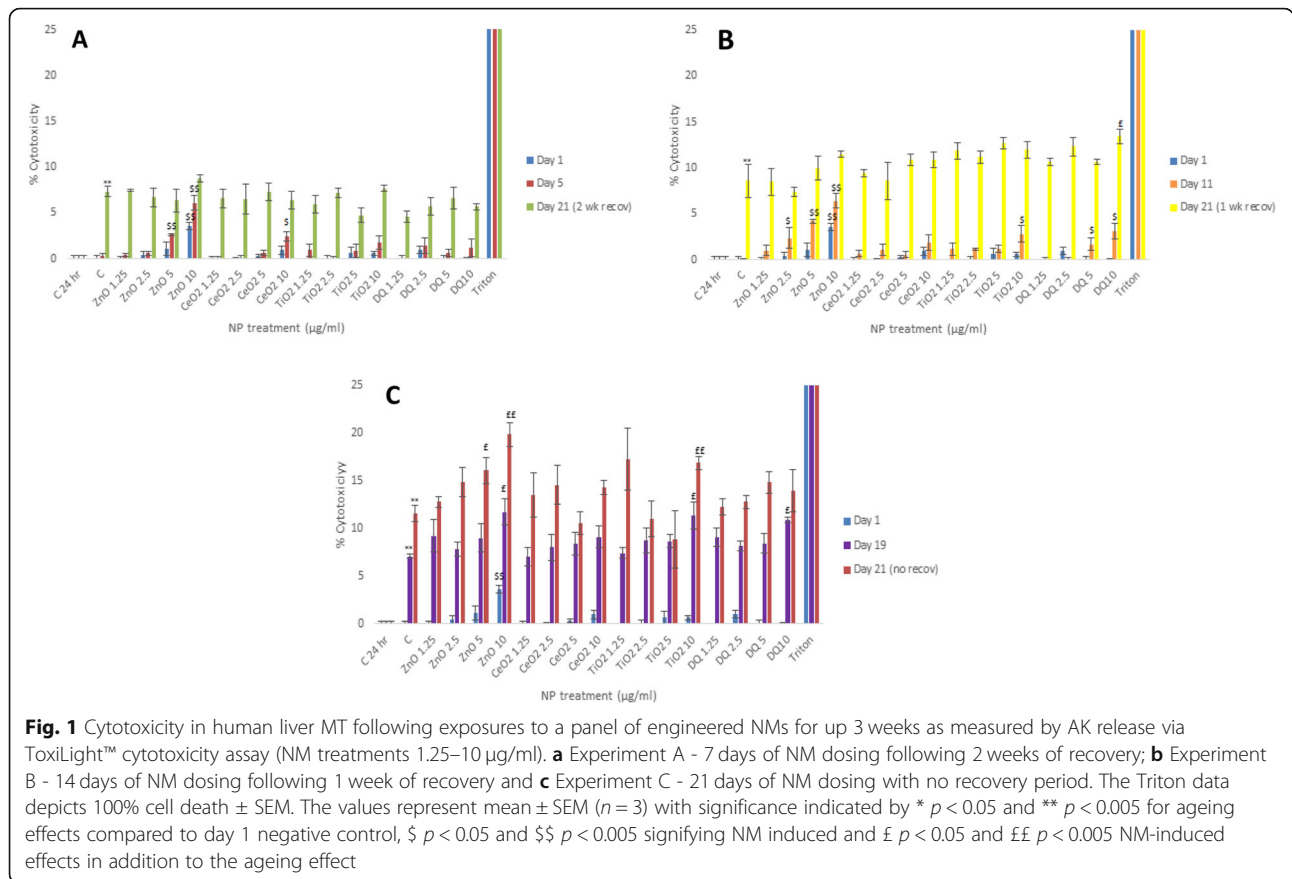 A
25
20
15
10
5
0
% Cytotoxicity
**
$$
$$
$$
$
C 24 hr
C
ZnO 1.25
ZnO 2.5
ZnO 5
ZnO 10
CeO2 1.25
CeO2 2.5
CeO2 5
CeO2 10
TiO2 1.25
TiO2 2.5
TiO2.5
TiO2 10
DQ 1.25
DQ 2.5
DQ 5
DQ10
Triton
NP treatment (µg/ml)
Day 1
Day 5
Day 21 (2 wk recov)
B
25
20
15
10
5
0
% Cytotoxicity
**
$
$$
$$
$$
$
$
$
£
C 24 hr
C
ZnO 1.25
ZnO 2.5
ZnO 5
ZnO 10
CeO2 1.25
CeO2 2.5
CeO2 5
CeO2 10
TiO2 1.25
TiO2 2.5
TiO2.5
TiO2 10
DQ 1.25
DQ 2.5
DQ 5
DQ10
Triton
NP treatment (µg/ml)
Day 1
Day 11
Day 21 (1 wk recov)
C
25
20
15
10
5
0
% Cytotoxiciyy
**
**
£
$$
£
££
£
££
£
C 24 hr
C
ZnO 1.25
ZnO 2.5
ZnO 5
ZnO 10
CeO2 1.25
CeO2 2.5
CeO2 5
CeO2 10
TiO2 1.25
TiO2 2.5
TiO2.5
TiO2 10
DQ 1.25
DQ 2.5
DQ 5
DQ10
Triton
NP treatment (µg/ml)
Day 1
Day 19
Day 21 (no recov)
Fig. 1 Cytotoxicity in human liver MT following exposures to a panel of engineered NMs for up 3 weeks as measured by AK release via
ToxiLight™ cytotoxicity assay (NM treatments 1.25–10 µg/ml). a Experiment A - 7 days of NM dosing following 2 weeks of recovery; b Experiment
B - 14 days of NM dosing following 1 week of recovery and c Experiment C - 21 days of NM dosing with no recovery period. The Triton data
depicts 100% cell death ± SEM. The values represent mean ± SEM (n = 3) with significance indicated by * p < 0.05 and ** p < 0.005 for ageing
effects compared to day 1 negative control, $ p < 0.05 and $$ p < 0.005 signifying NM induced and £ p < 0.05 and ££ p < 0.005 NM-induced
effects in addition to the ageing effect